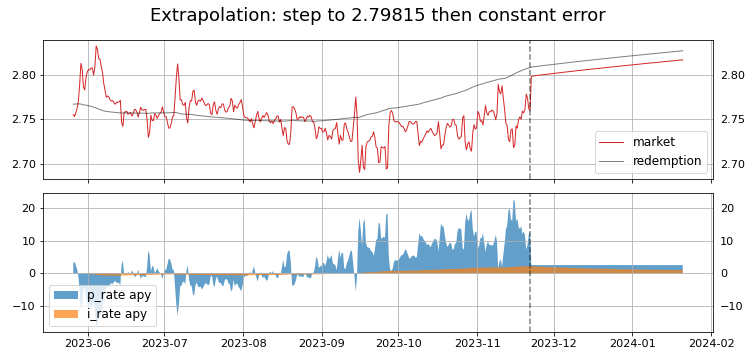 Extrapolation: step to 2.79815 then constant error
2.80 2.80
2.75 2.75
2.70 2.70
market
redemption
20 20
10 10
0 0
−10 −10
p_rate apy
i_rate apy
2023-06 2023-07 2023-08 2023-09 2023-10 2023-11 2023-12 2024-01 2024-02